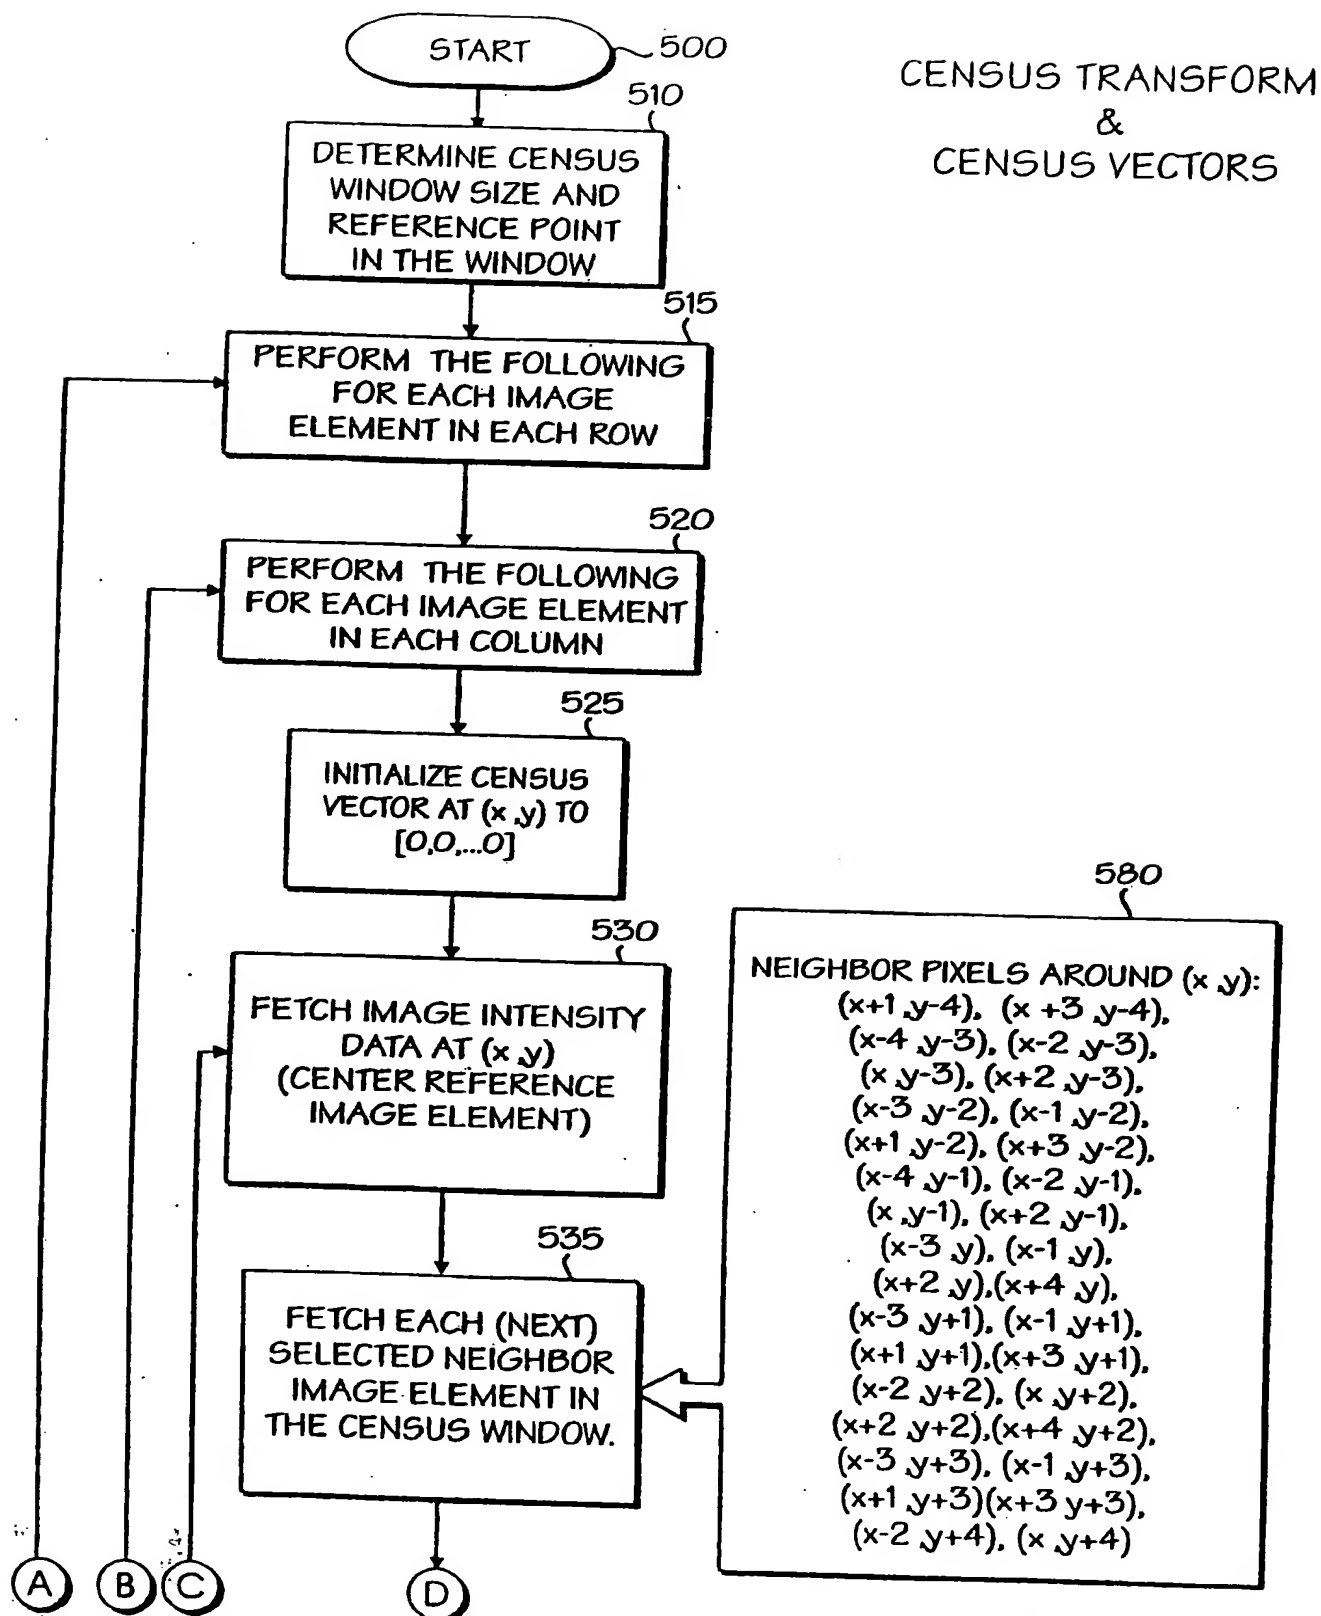 START
500
CENSUS TRANSFORM
&
CENSUS VECTORS
510
DETERMINE CENSUS
WINDOW SIZE AND
REFERENCE POINT
IN THE WINDOW
515
PERFORM THE FOLLOWING
FOR EACH IMAGE
ELEMENT IN EACH ROW
520
PERFORM THE FOLLOWING
FOR EACH IMAGE ELEMENT
IN EACH COLUMN
525
INITIALIZE CENSUS
VECTOR AT (x,y) TO
[0,0,...0]
530
FETCH IMAGE INTENSITY
DATA AT (x,y)
(CENTER REFERENCE
IMAGE ELEMENT)
535
FETCH EACH (NEXT)
SELECTED NEIGHBOR
IMAGE ELEMENT IN
THE CENSUS WINDOW.
580
NEIGHBOR PIXELS AROUND (x,y):
(x+1,y-4), (x+3,y-4),
(x-4,y-3), (x-2,y-3),
(x,y-3), (x+2,y-3),
(x-3,y-2), (x-1,y-2),
(x+1,y-2), (x+3,y-2),
(x-4,y-1), (x-2,y-1),
(x,y-1), (x+2,y-1),
(x-3,y), (x-1,y),
(x+2,y),(x+4,y),
(x-3,y+1), (x-1,y+1),
(x+1,y+1),(x+3,y+1),
(x-2,y+2), (x,y+2),
(x+2,y+2),(x+4,y+2),
(x-3,y+3), (x-1,y+3),
(x+1,y+3)(x+3 y+3),
(x-2,y+4), (x,y+4)
A B C D